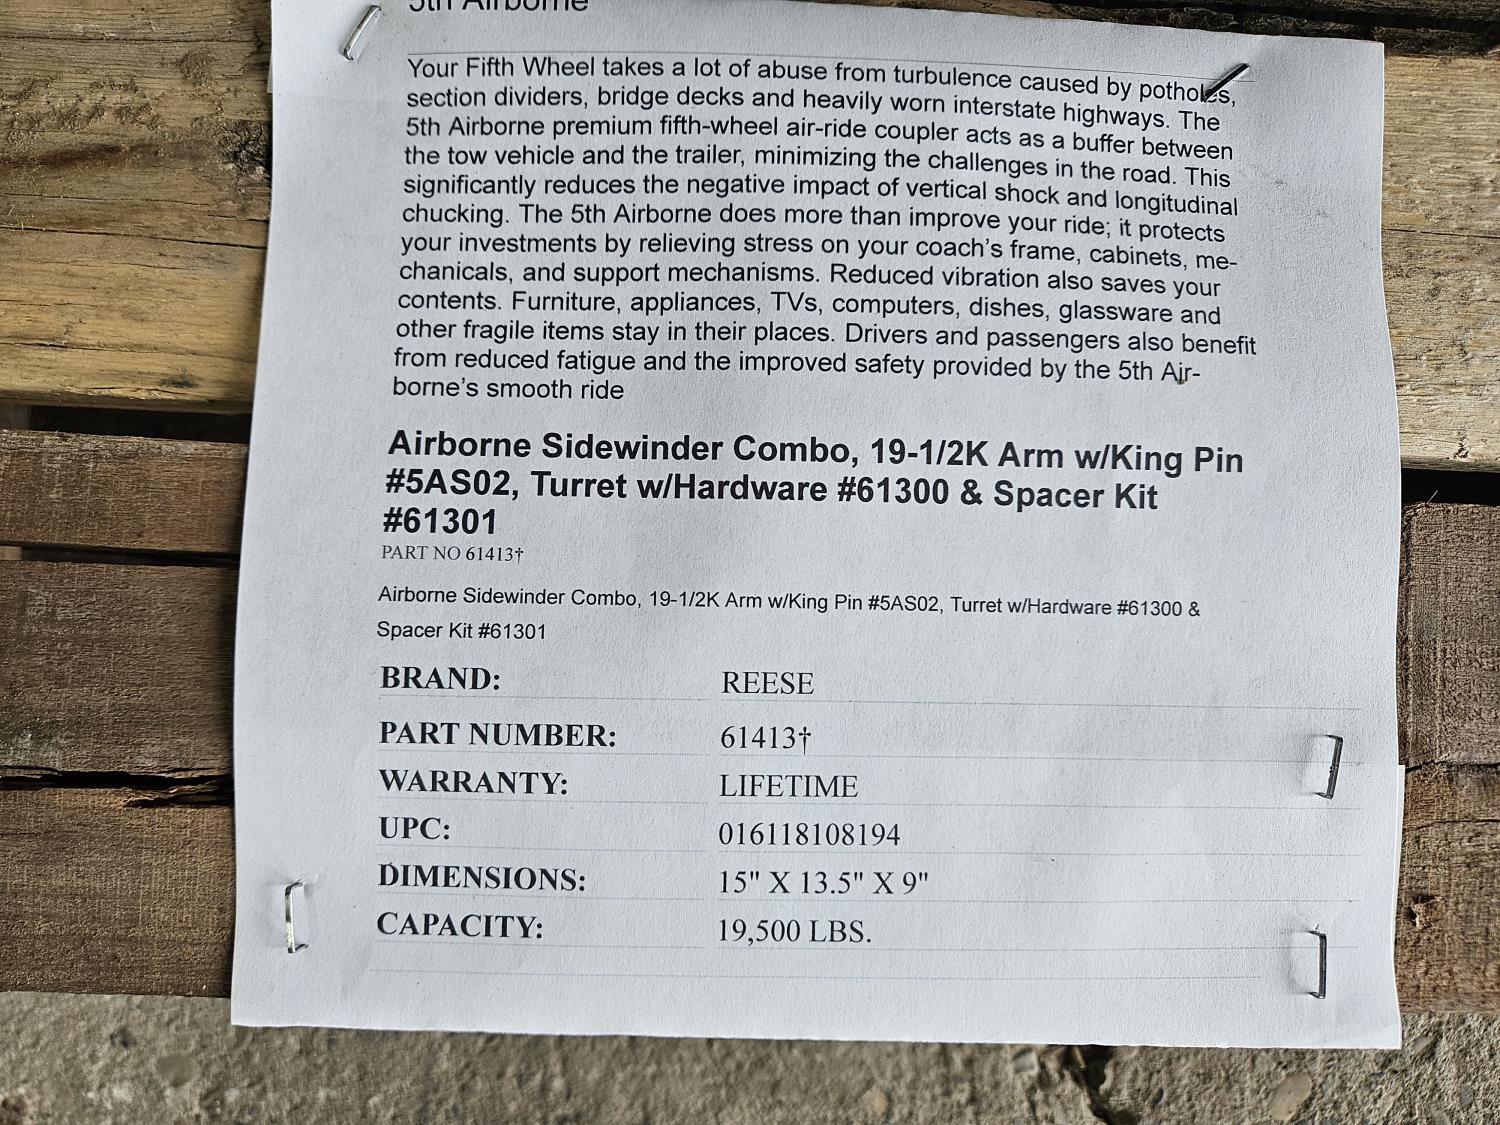 5th Airborne
Your Fifth Wheel takes a lot of abuse from turbulence caused by potholes,
section dividers, bridge decks and heavily worn interstate highways. The
5th Airborne premium fifth-wheel air-ride coupler acts as a buffer between
the tow vehicle and the trailer, minimizing the challenges in the road. This
significantly reduces the negative impact of vertical shock and longitudinal
chucking. The 5th Airborne does more than improve your ride; it protects
your investments by relieving stress on your coach's frame, cabinets, me-
chanicals, and support mechanisms. Reduced vibration also saves your
contents. Furniture, appliances, TVs, computers, dishes, glassware and
other fragile items stay in their places. Drivers and passengers also benefit
from reduced fatigue and the improved safety provided by the 5th Air-
borne's smooth ride
Airborne Sidewinder Combo, 19-1/2K Arm w/King Pin
#5AS02, Turret w/Hardware #61300 & Spacer Kit
#61301
PART NO 61413†
Airborne Sidewinder Combo, 19-1/2K Arm w/King Pin #5AS02, Turret w/Hardware #61300 &
Spacer Kit #61301
BRAND: REESE
PART NUMBER: 61413†
WARRANTY: LIFETIME
UPC: 016118108194
DIMENSIONS: 15" X 13.5" X 9"
CAPACITY: 19,500 LBS.